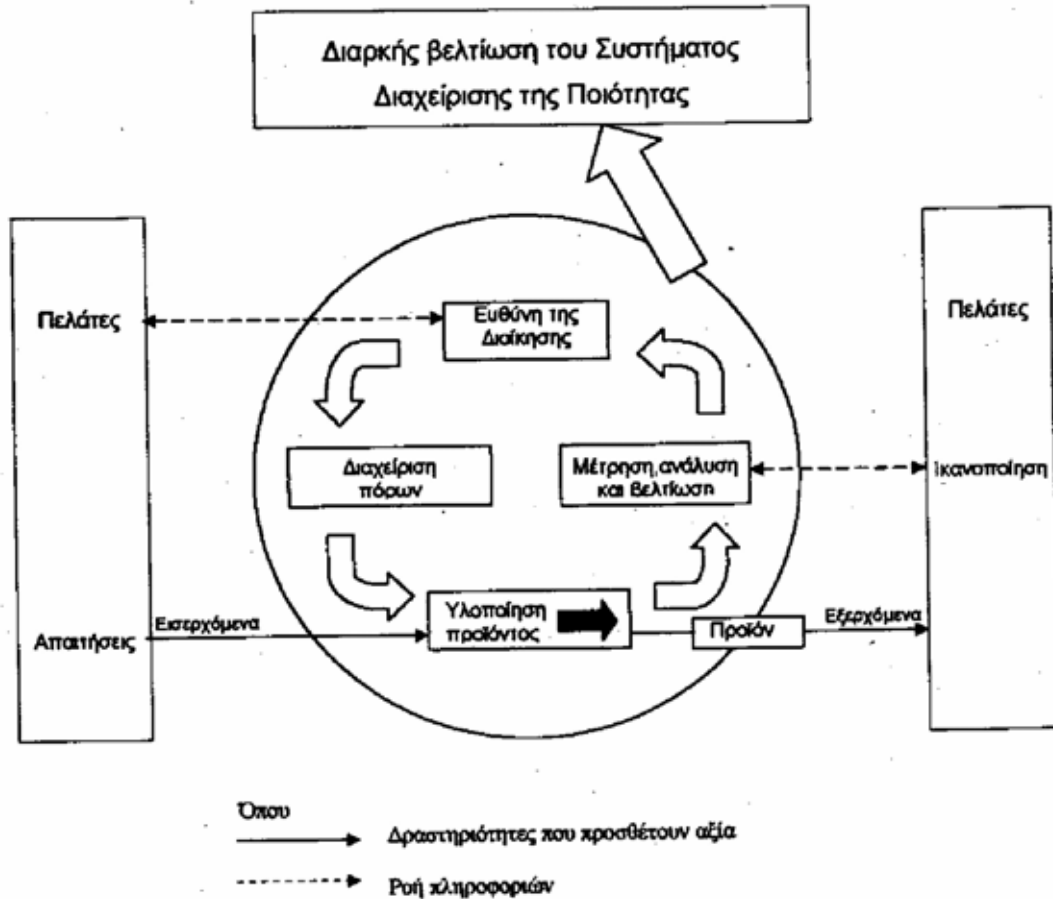 Διαρκής βελτίωση του Συστήματος
Διαχείρισης της Ποιότητας
Πελάτες
Ευθύνη της
Διοίκησης
Πελάτες
Διαχείριση
πόρων
Μέτρηση,ανάλυση
και βελτίωση
Ικανοποίηση
Απαιτήσεις
Εισερχόμενα
Υλοποίηση
προϊόντος
Προϊόν
Εξερχόμενα
Όπου
Δραστηριότητες που προσθέτουν αξία
Ροή πληροφοριών